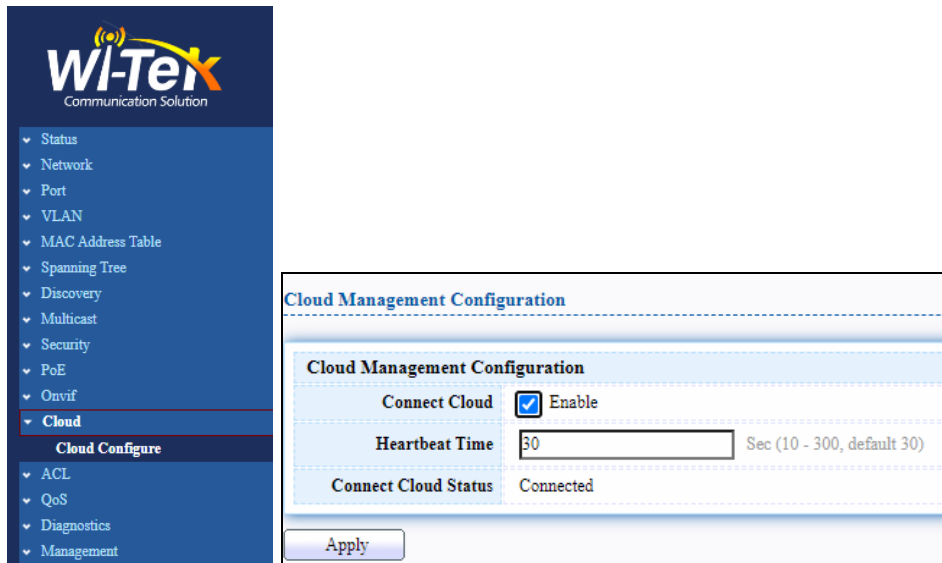 WI-Tek
Communication Solution
Status
Network
Port
VLAN
MAC Address Table
Spanning Tree
Discovery
Multicast
Security
PoE
Onvif
Cloud
Cloud Configure
ACL
QoS
Diagnostics
Management
Cloud Management Configuration
Cloud Management Configuration
Connect Cloud Enable
Heartbeat Time 30 Sec (10 - 300, default 30)
Connect Cloud Status Connected
Apply